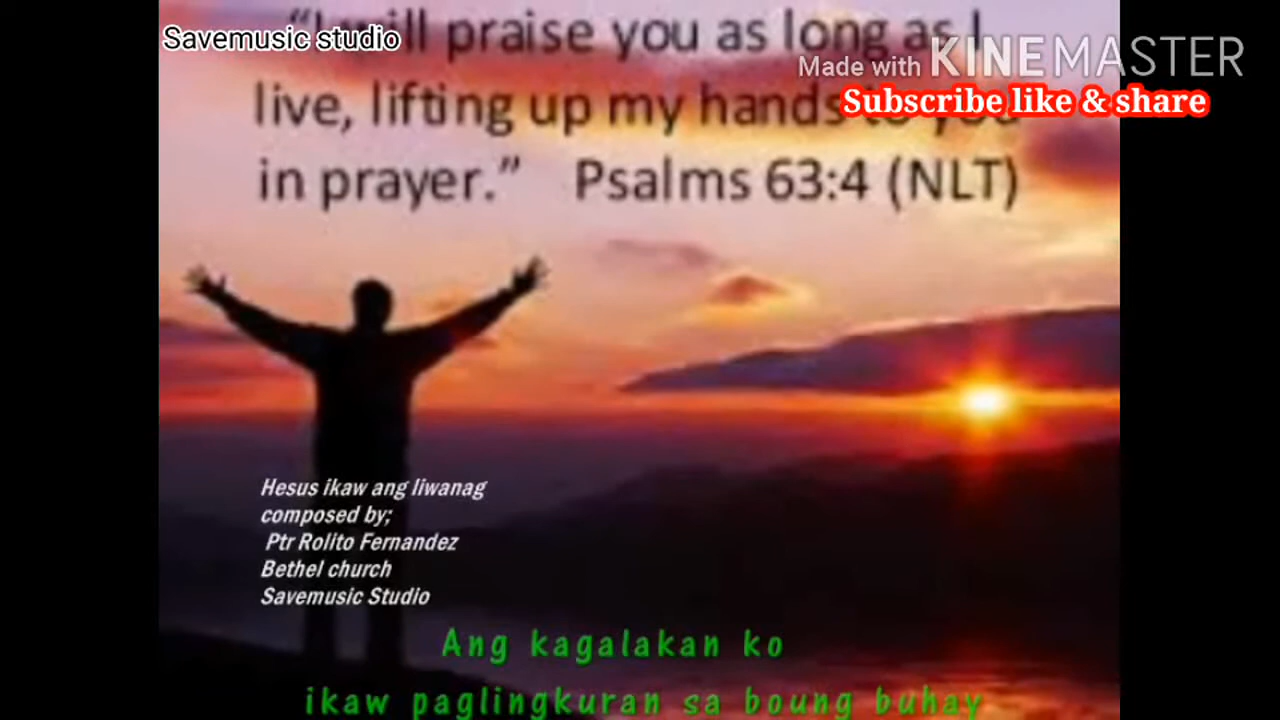 Savemusic studio
Made with KINEMASTER
Subscribe like & share
“I will praise you as long as I
live, lifting up my hands to you
in prayer.” Psalms 63:4 (NLT)
Hesus ikaw ang liwanag
composed by;
Ptr Rolito Fernandez
Bethel church
Savemusic Studio
Ang kagalakan ko
ikaw paglingkuran sa boung buhay